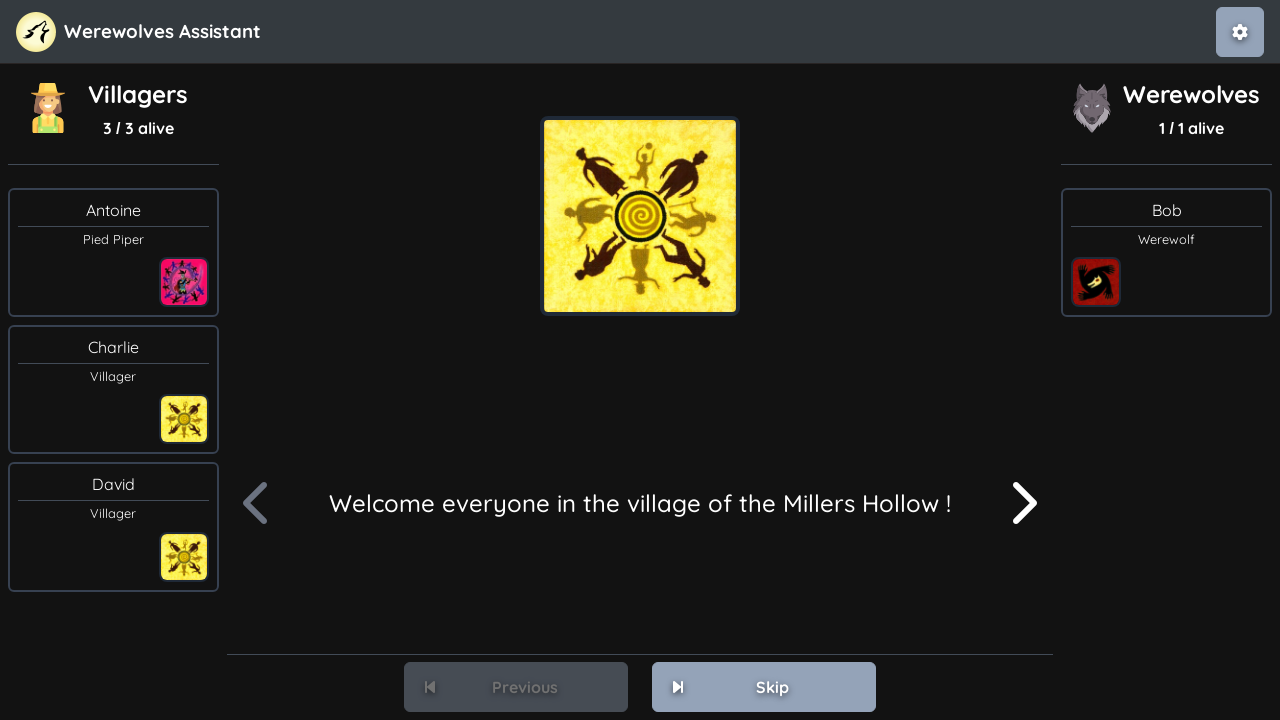 Werewolves Assistant
Villagers
3 / 3 alive
Antoine
Pied Piper
Charlie
Villager
David
Villager
Welcome everyone in the village of the Millers Hollow !
Previous
Skip
Werewolves
1 / 1 alive
Bob
Werewolf